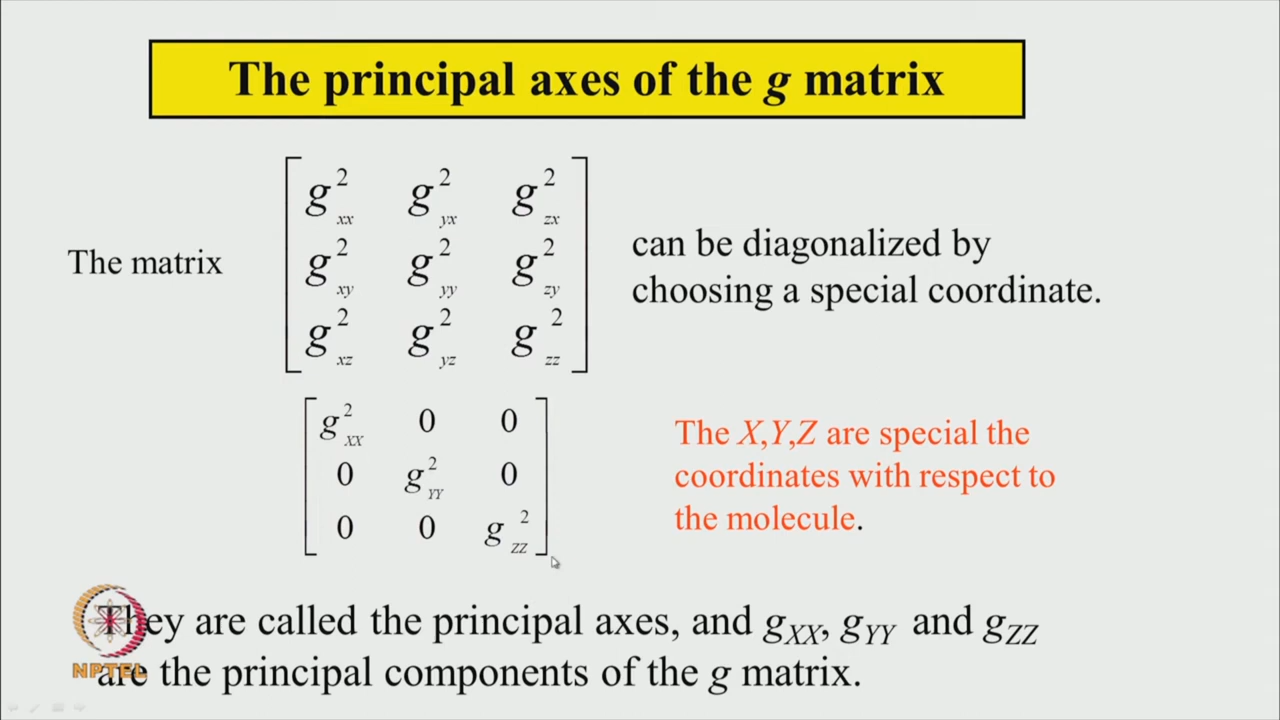 The principal axes of the g matrix
g²xx g²yx g²zx
The matrix g²xy g²yy g²zy can be diagonalized by
choosing a special coordinate.
g²xz g²yz g²zz
g²XX 0 0
The X,Y,Z are special the
0 g²YY 0
coordinates with respect to
0 0 g²ZZ
the molecule.
They are called the principal axes, and gXX, gYY and gZZ
are the principal components of the g matrix.
NPTEL